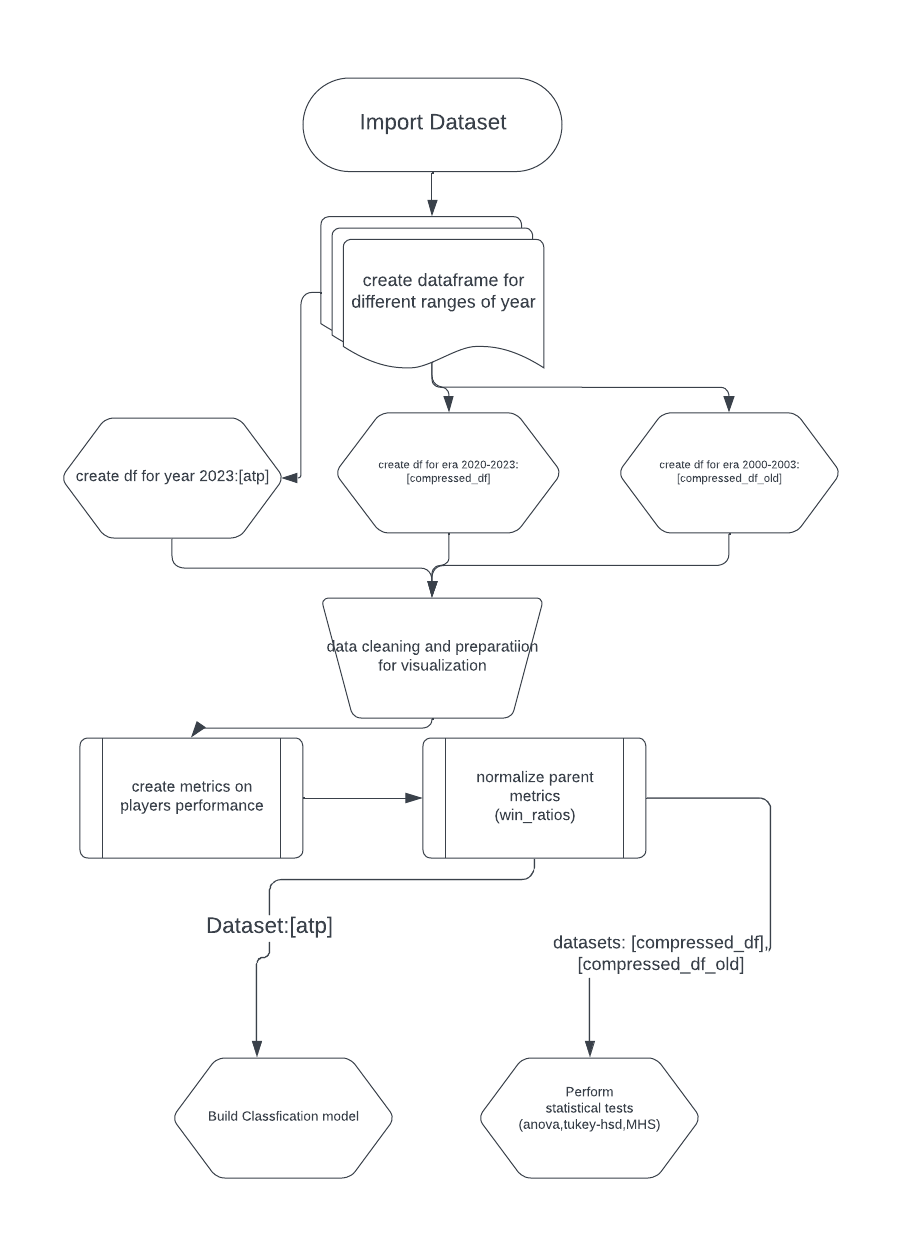 Import Dataset
create dataframe for
different ranges of year
create df for year 2023:[atp]
create df for era 2020-2023:
[compressed_df]
create df for era 2000-2003:
[compressed_df_old]
data cleaning and preparatiion
for visualization
create metrics on
players performance
normalize parent
metrics
(win_ratios)
Dataset:[atp]
datasets: [compressed_df],
[compressed_df_old]
Build Classfication model
Perform
statistical tests
(anova,tukey-hsd,MHS)